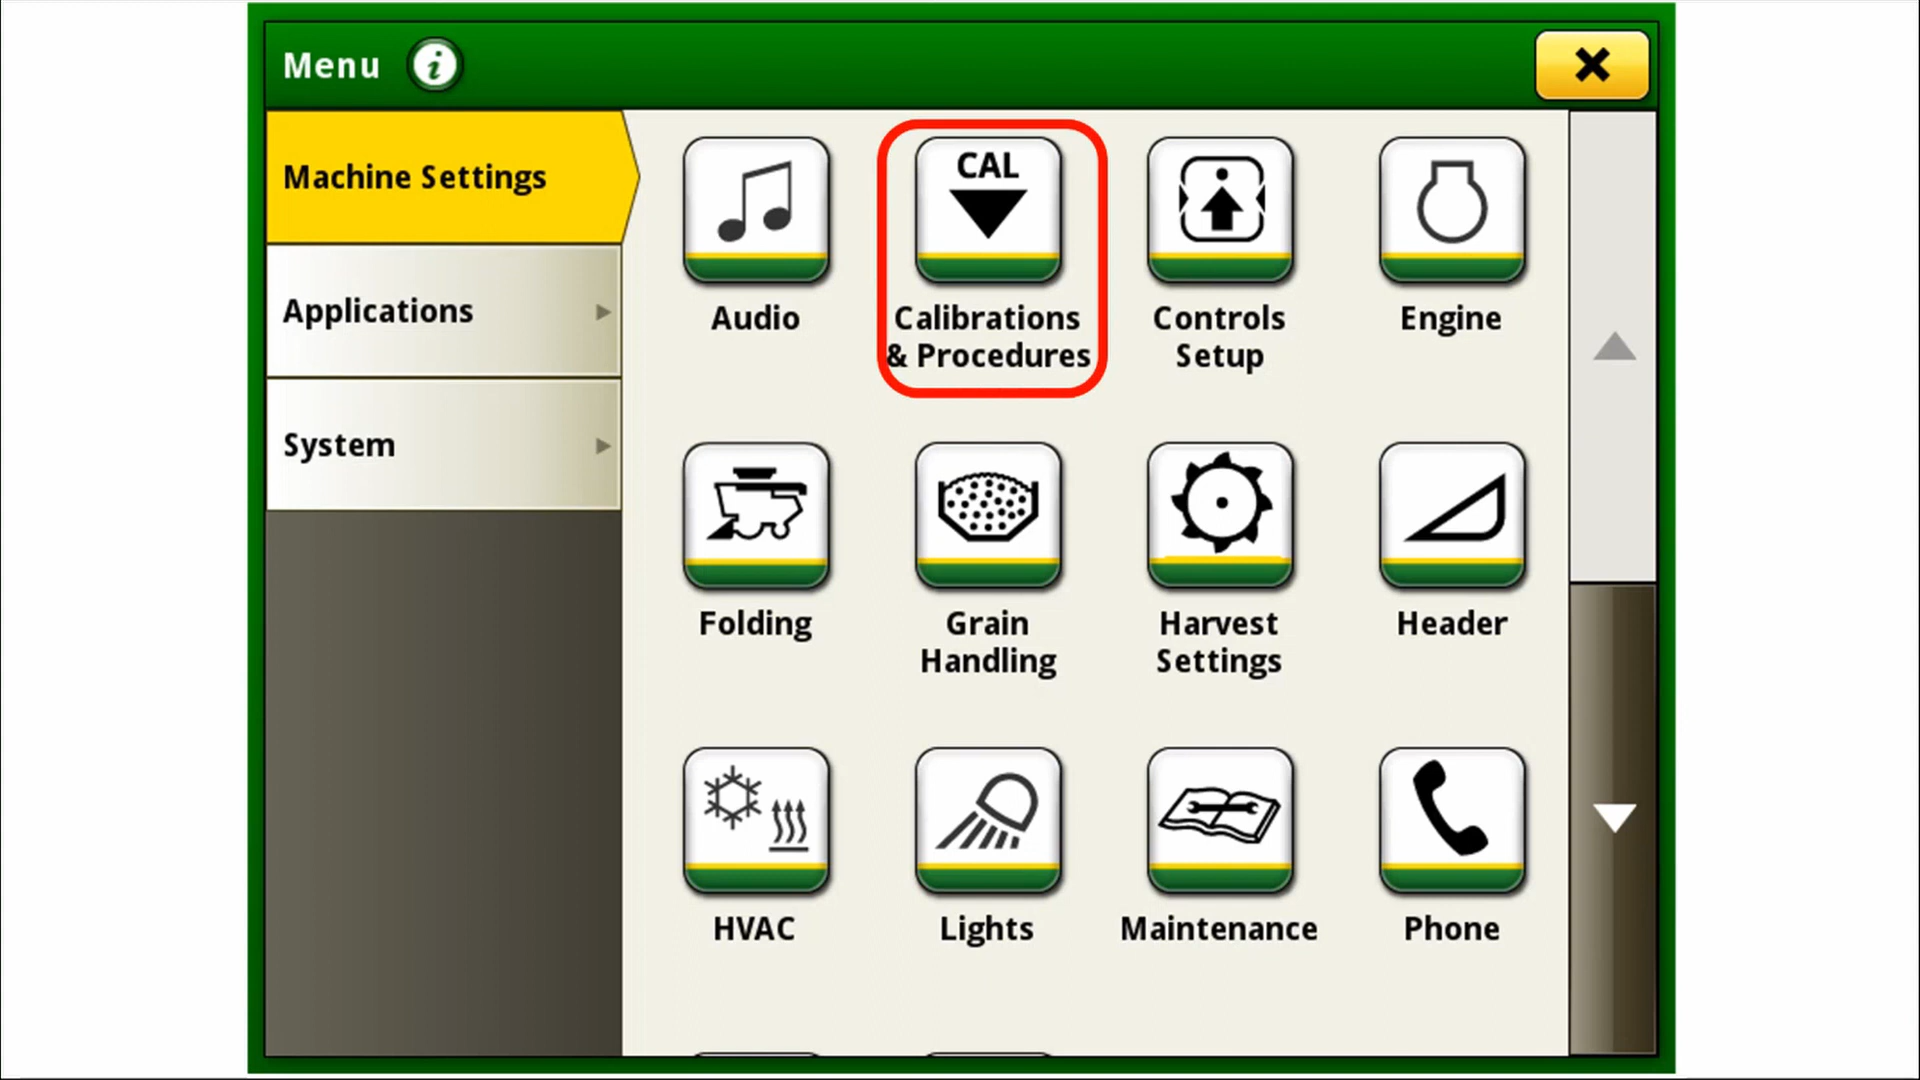 Menu i
Machine Settings
Applications
System
CAL
Audio
Calibrations
& Procedures
Controls
Setup
Engine
Folding
Grain
Handling
Harvest
Settings
Header
HVAC
Lights
Maintenance
Phone